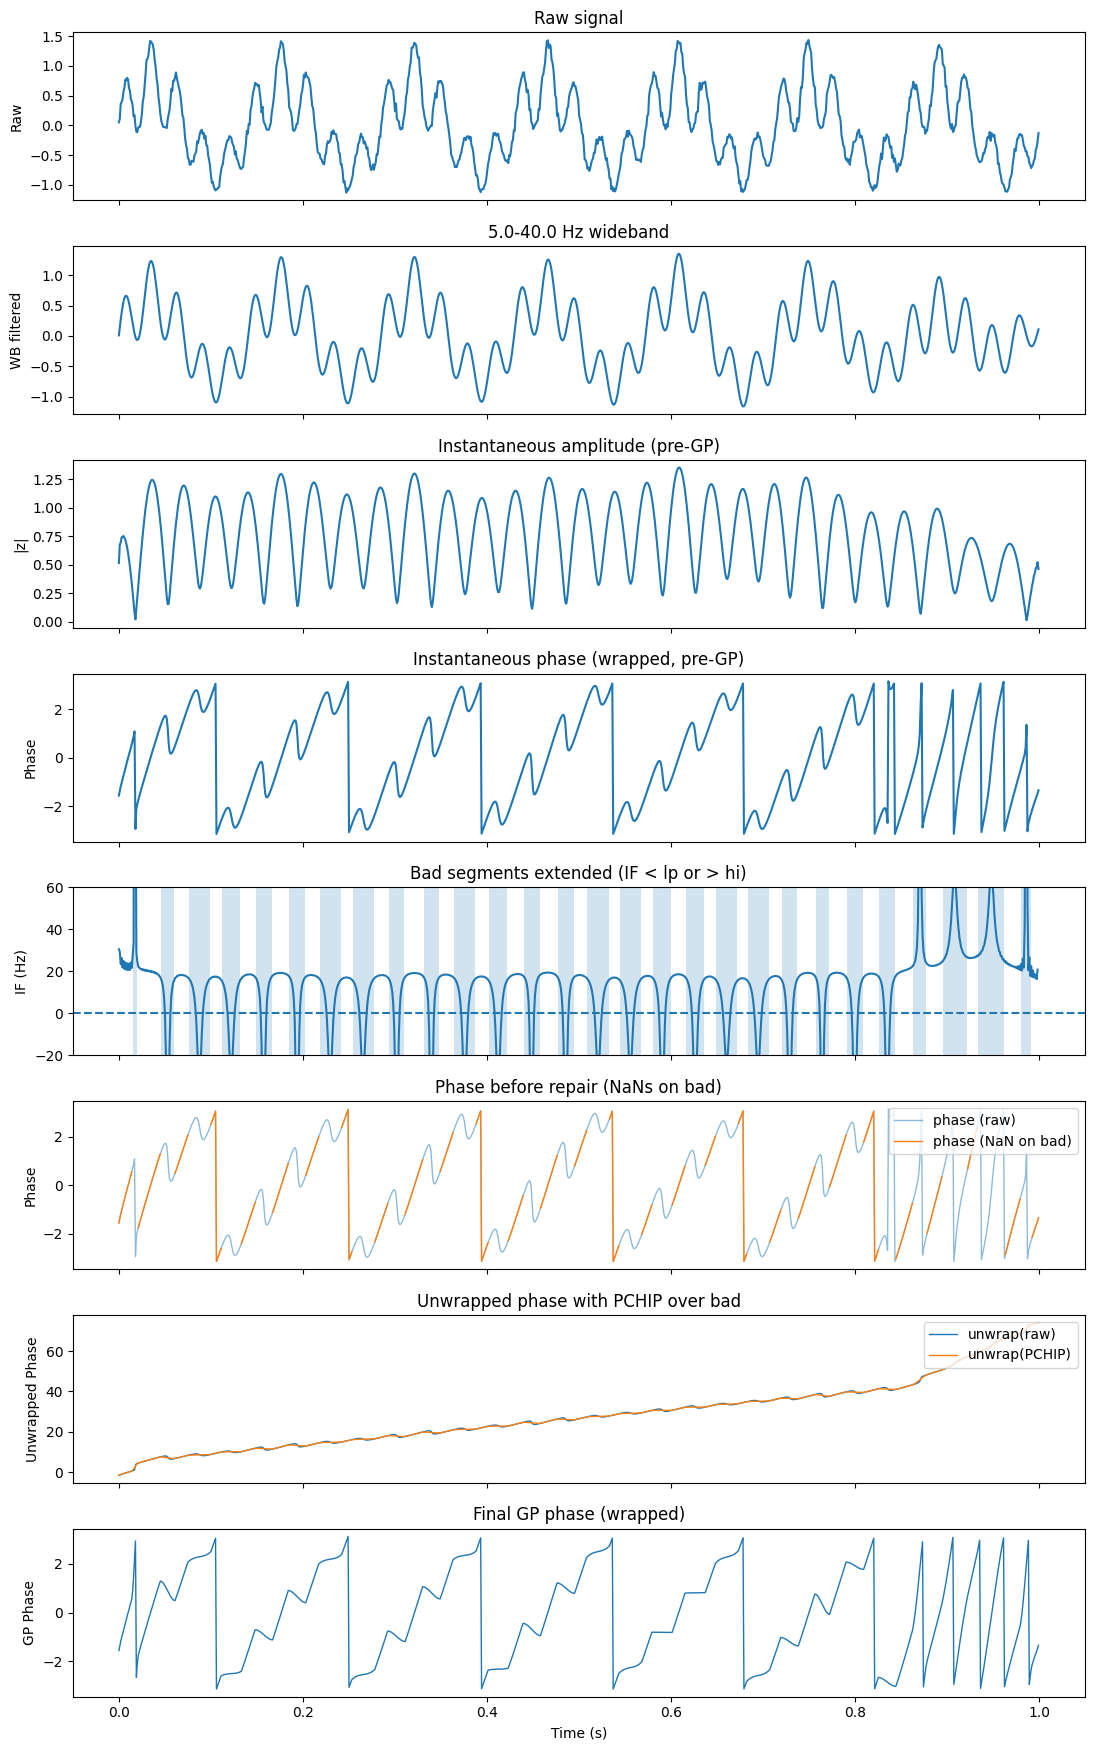 Raw signal
1.5
1.0
0.5
0.0
−0.5
−1.0
Raw
5.0-40.0 Hz wideband
1.0
0.5
0.0
−0.5
−1.0
WB filtered
Instantaneous amplitude (pre-GP)
1.25
1.00
0.75
0.50
0.25
0.00
|z|
Instantaneous phase (wrapped, pre-GP)
2
0
−2
Phase
Bad segments extended (IF < lp or > hi)
60
40
20
0
−20
IF (Hz)
Phase before repair (NaNs on bad)
2
0
−2
Phase
phase (raw)
phase (NaN on bad)
Unwrapped phase with PCHIP over bad
60
40
20
0
Unwrapped Phase
unwrap(raw)
unwrap(PCHIP)
Final GP phase (wrapped)
2
0
−2
GP Phase
0.0 0.2 0.4 0.6 0.8 1.0
Time (s)